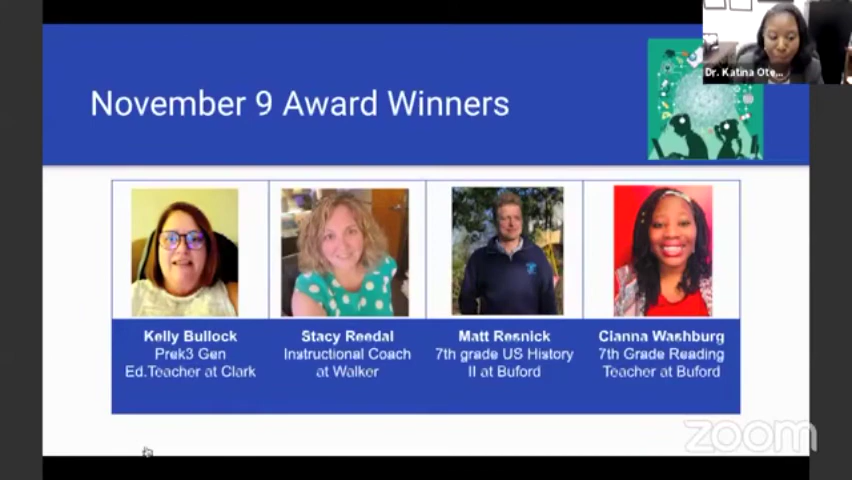 Dr. Katina Ote...
November 9 Award Winners
Kelly Bullock
Prek3 Gen
Ed.Teacher at Clark
Stacy Reedal
Instructional Coach
at Walker
Matt Resnick
7th grade US History
II at Buford
Cianna Washburg
7th Grade Reading
Teacher at Buford
zoom